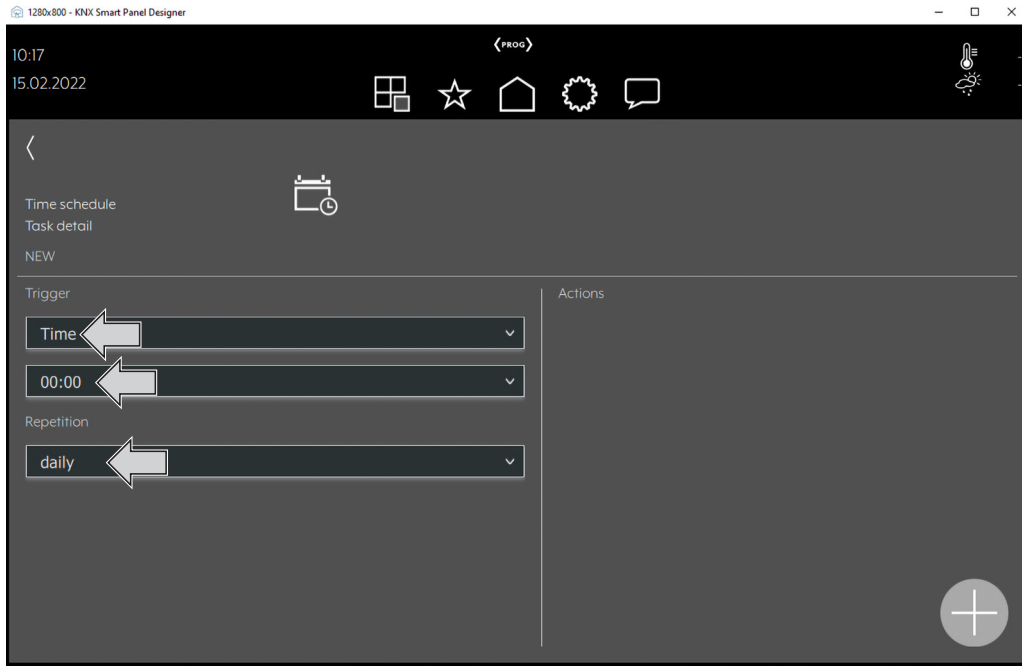 1280x800 - KNX Smart Panel Designer
10:17
(PROG)
15.02.2022
Time schedule
Task detail
NEW
Trigger
Actions
Time
00:00
Repetition
daily